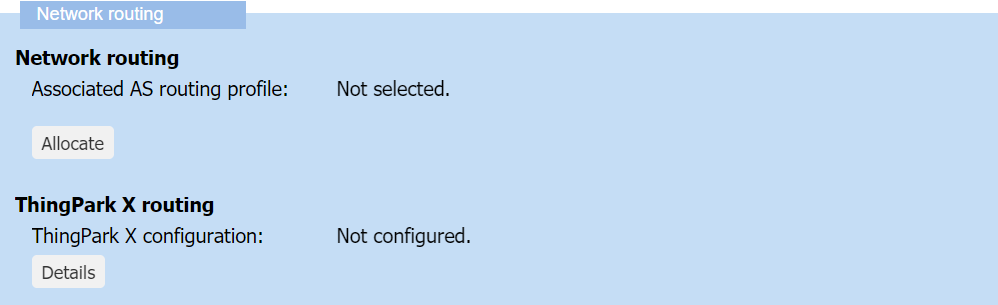 Network routing
Network routing
Associated AS routing profile: Not selected.
Allocate
ThingPark X routing
ThingPark X configuration: Not configured.
Details